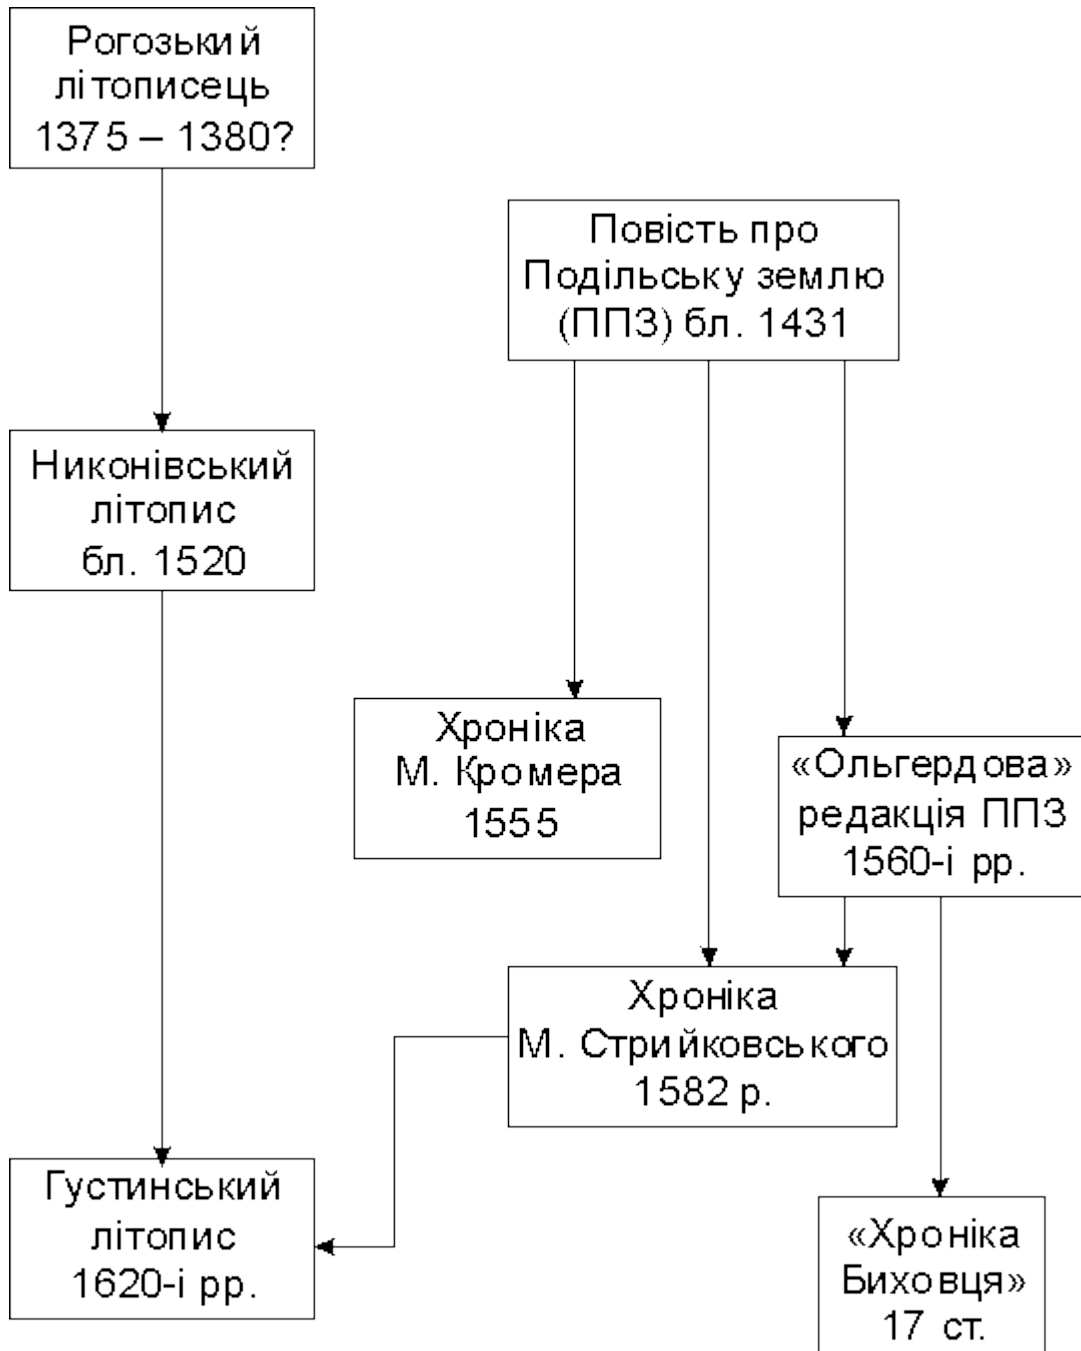 Рогозький
літописець
1375 – 1380?
Повість про
Подільську землю
(ППЗ) бл. 1431
Никонівський
літопис
бл. 1520
Хроніка
М. Кромера
1555
«Ольгердова»
редакція ППЗ
1560-і рр.
Хроніка
М. Стрийковського
1582 р.
Густинський
літопис
1620-і рр.
«Хроніка
Биховця»
17 ст.